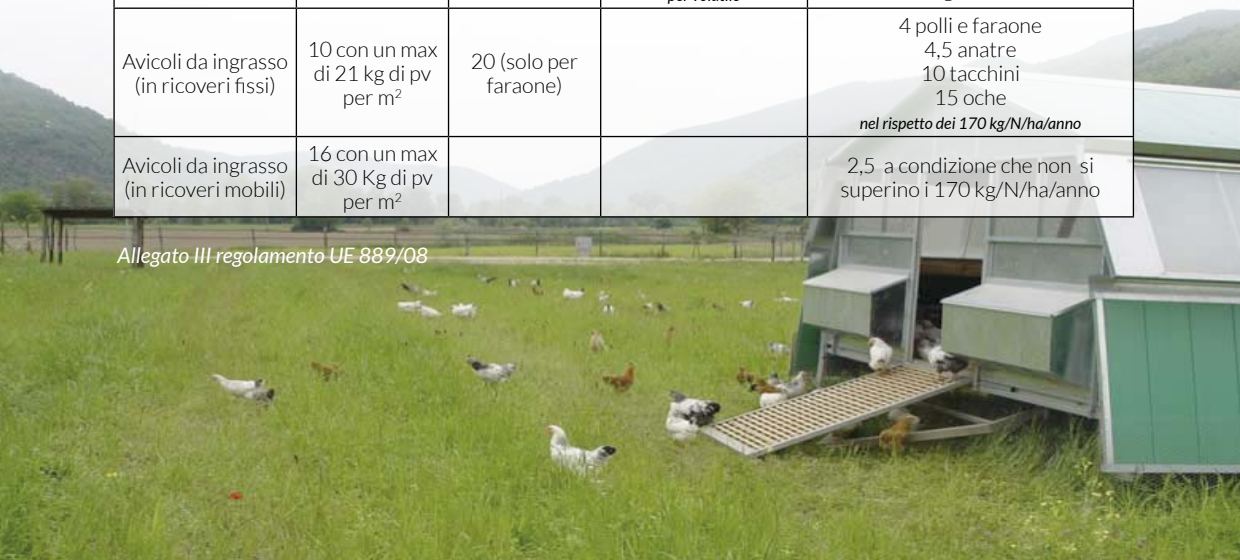 per volatile
Avicoli da ingrasso
(in ricoveri fissi)
10 con un max
di 21 kg di pv
per m²
20 (solo per
faraone)
4 polli e faraone
4,5 anatre
10 tacchini
15 oche
nel rispetto dei 170 kg/N/ha/anno
Avicoli da ingrasso
(in ricoveri mobili)
16 con un max
di 30 Kg di pv
per m²
2,5 a condizione che non si
superino i 170 kg/N/ha/anno
Allegato III regolamento UE 889/08